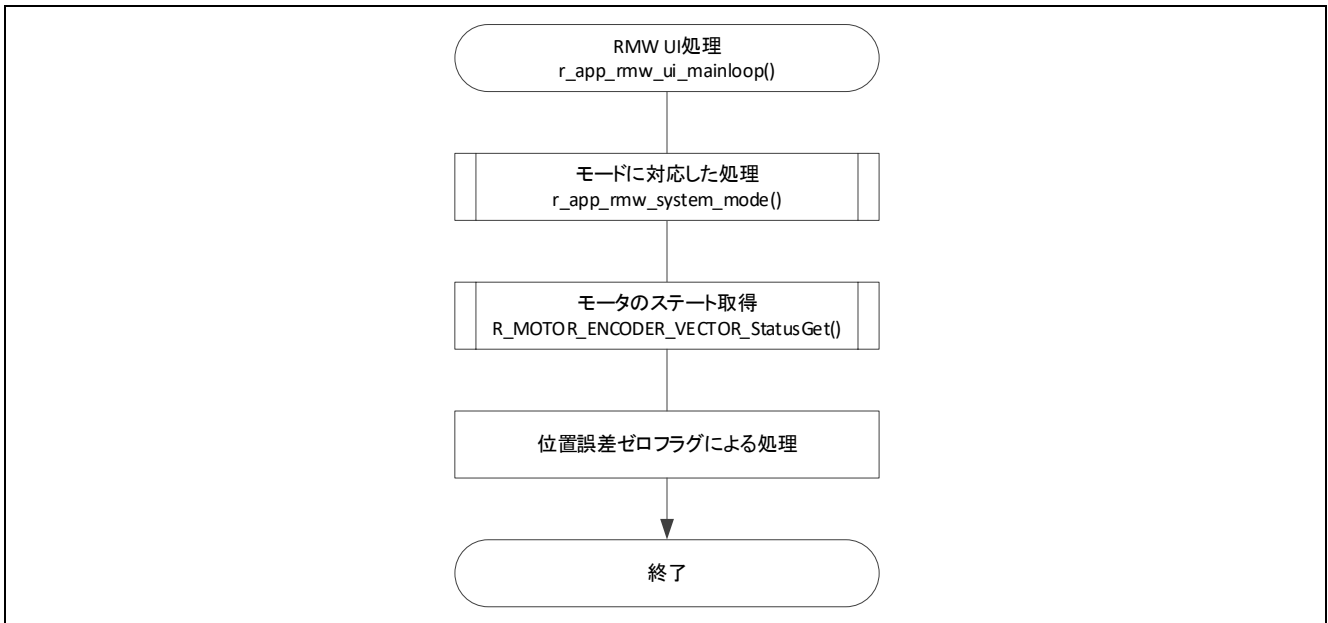 RMW UI処理
r_app_rmw_ui_mainloop()
モードに対応した処理
r_app_rmw_system_mode()
モータのステート取得
R_MOTOR_ENCODER_VECTOR_StatusGet()
位置誤差ゼロフラグによる処理
終了